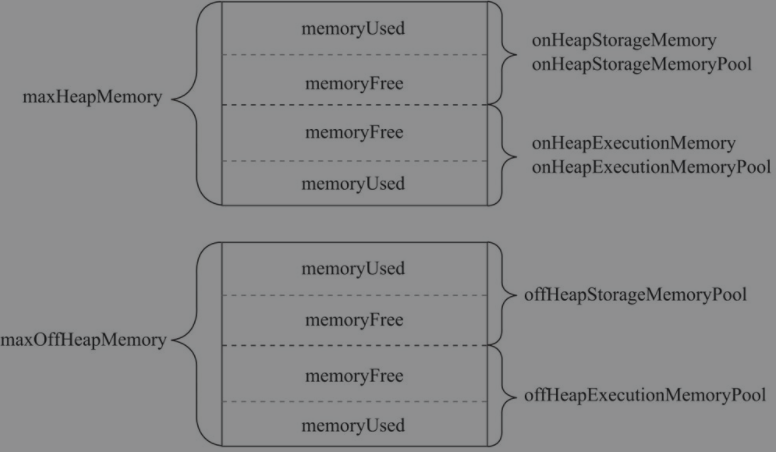 memoryUsed
onHeapStorageMemory
onHeapStorageMemoryPool
memoryFree
maxHeapMemory
memoryFree
onHeapExecutionMemory
onHeapExecutionMemoryPool
memoryUsed
memoryUsed
offHeapStorageMemoryPool
memoryFree
maxOffHeapMemory
memoryFree
offHeapExecutionMemoryPool
memoryUsed